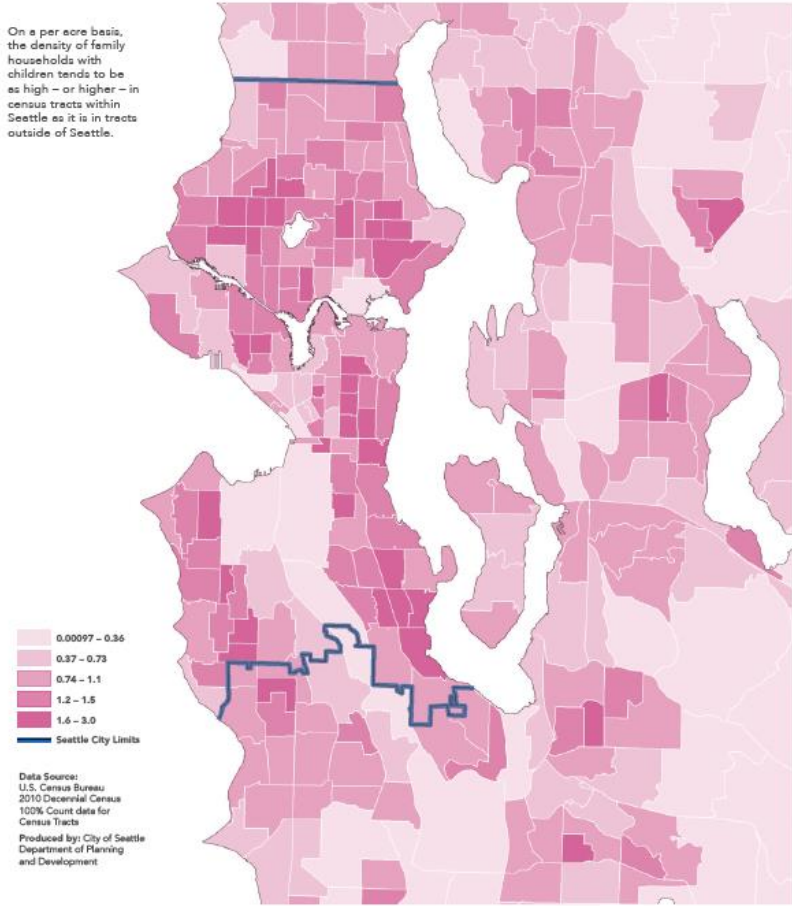 On a per acre basis,
the density of family
households with
children tends to be
as high – or higher – in
census tracts within
Seattle as it is in tracts
outside of Seattle.
0.00097 – 0.36
0.37 – 0.73
0.74 – 1.1
1.2 – 1.5
1.6 – 3.0
Seattle City Limits
Data Source:
U.S. Census Bureau
2010 Decennial Census
100% Count data for
Census Tracts
Produced by: City of Seattle
Department of Planning
and Development